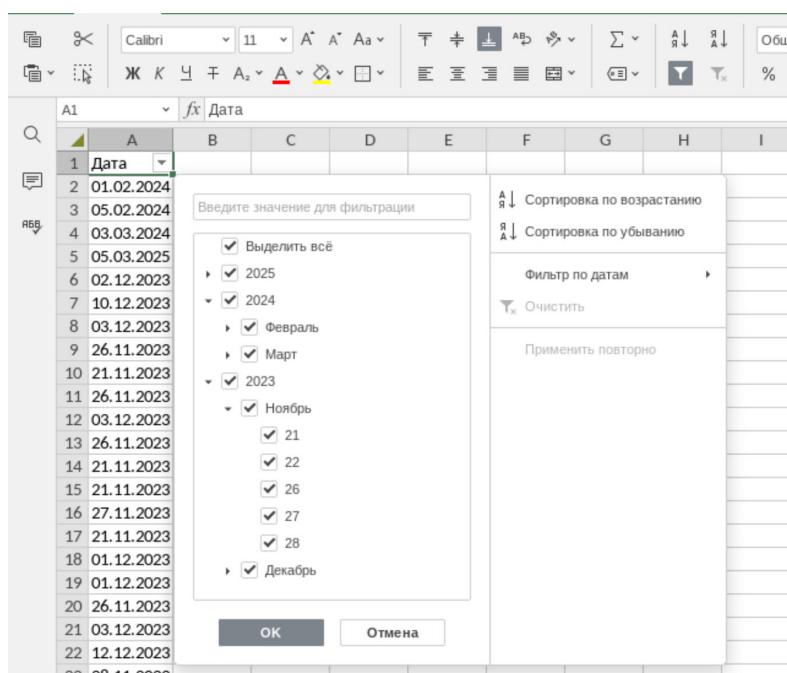 Calibri 11 Aa
Ж К Ч Т A₂ A %
A1 fx Дата
A B C D E F G H I
1 Дата
2 01.02.2024
3 05.02.2024
4 03.03.2024
5 05.03.2025
6 02.12.2023
7 10.12.2023
8 03.12.2023
9 26.11.2023
10 21.11.2023
11 26.11.2023
12 03.12.2023
13 26.11.2023
14 21.11.2023
15 21.11.2023
16 27.11.2023
17 21.11.2023
18 01.12.2023
19 01.12.2023
20 26.11.2023
21 03.12.2023
22 12.12.2023
Введите значение для фильтрации
Выделить всё
2025
2024
Февраль
Март
2023
Ноябрь
21
22
26
27
28
Декабрь
OK Отмена
Сортировка по возрастанию
Сортировка по убыванию
Фильтр по датам
Очистить
Применить повторно